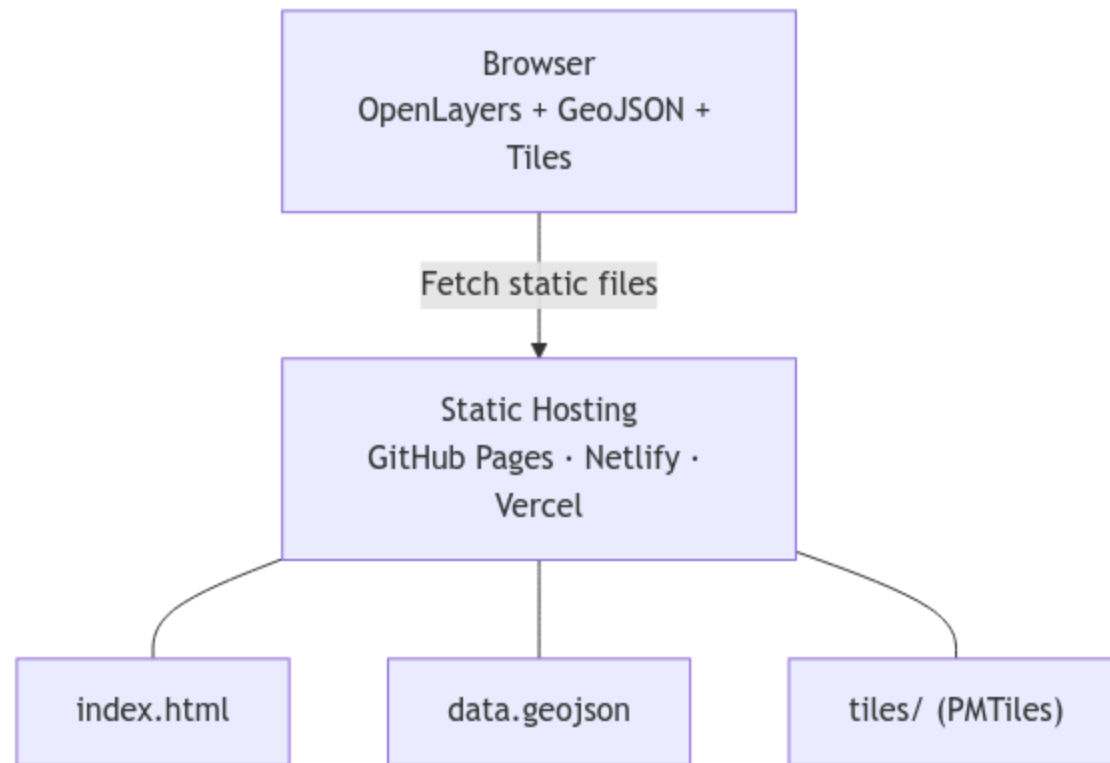 Browser
OpenLayers + GeoJSON +
Tiles
Fetch static files
Static Hosting
GitHub Pages · Netlify ·
Vercel
index.html
data.geojson
tiles/ (PMTiles)